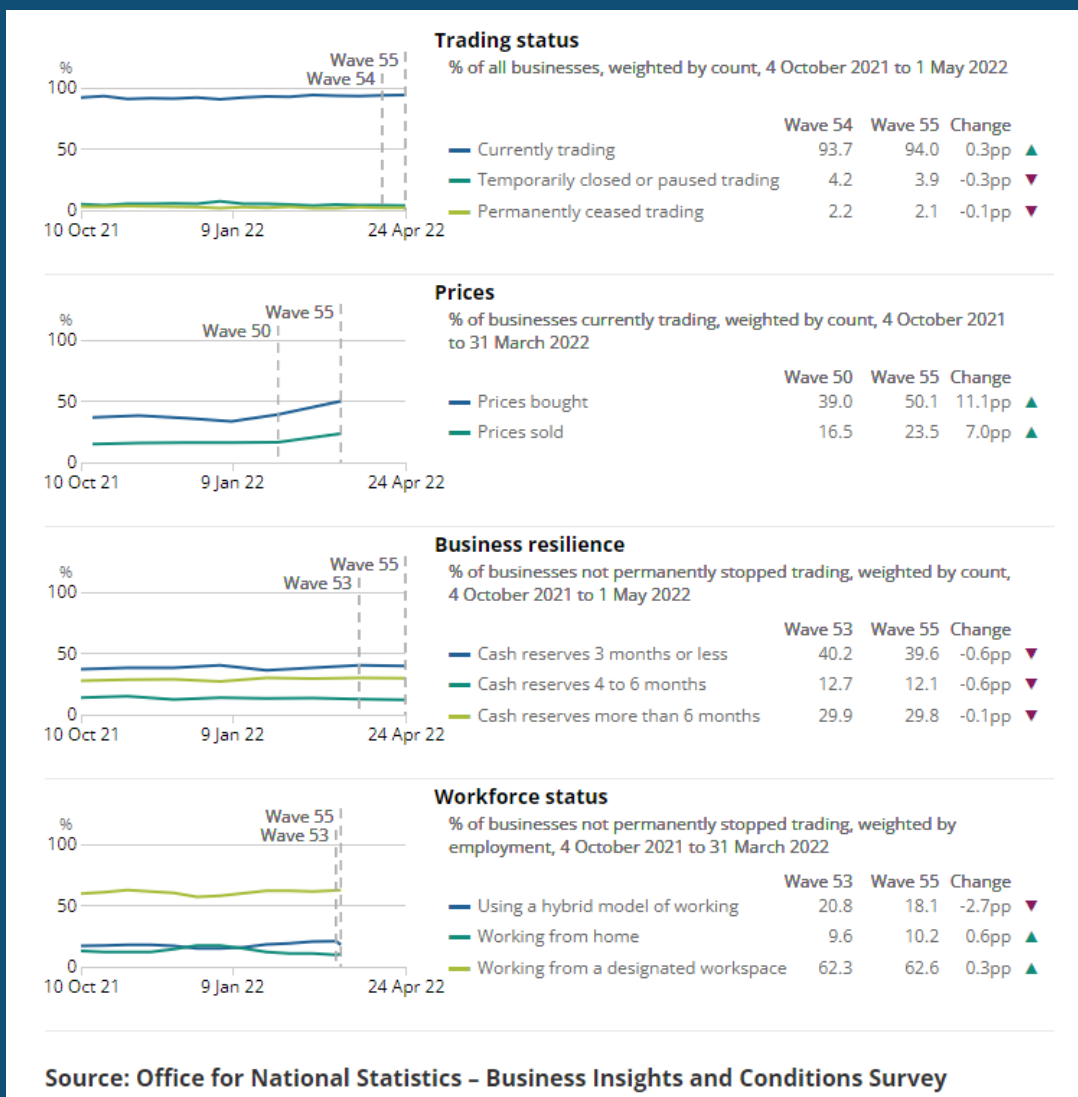 Trading status
% of all businesses, weighted by count, 4 October 2021 to 1 May 2022
%
Wave 55
Wave 54
100
50
0
10 Oct 21 9 Jan 22 24 Apr 22
Wave 54 Wave 55 Change
Currently trading 93.7 94.0 0.3pp ▲
Temporarily closed or paused trading 4.2 3.9 -0.3pp ▼
Permanently ceased trading 2.2 2.1 -0.1pp ▼
Prices
% of businesses currently trading, weighted by count, 4 October 2021
to 31 March 2022
%
Wave 55
Wave 50
100
50
0
10 Oct 21 9 Jan 22 24 Apr 22
Wave 50 Wave 55 Change
Prices bought 39.0 50.1 11.1pp ▲
Prices sold 16.5 23.5 7.0pp ▲
Business resilience
% of businesses not permanently stopped trading, weighted by count,
4 October 2021 to 1 May 2022
%
Wave 55
Wave 53
100
50
0
10 Oct 21 9 Jan 22 24 Apr 22
Wave 53 Wave 55 Change
Cash reserves 3 months or less 40.2 39.6 -0.6pp ▼
Cash reserves 4 to 6 months 12.7 12.1 -0.6pp ▼
Cash reserves more than 6 months 29.9 29.8 -0.1pp ▼
Workforce status
% of businesses not permanently stopped trading, weighted by
employment, 4 October 2021 to 31 March 2022
%
Wave 55
Wave 53
100
50
0
10 Oct 21 9 Jan 22 24 Apr 22
Wave 53 Wave 55 Change
Using a hybrid model of working 20.8 18.1 -2.7pp ▼
Working from home 9.6 10.2 0.6pp ▲
Working from a designated workspace 62.3 62.6 0.3pp ▲
Source: Office for National Statistics – Business Insights and Conditions Survey